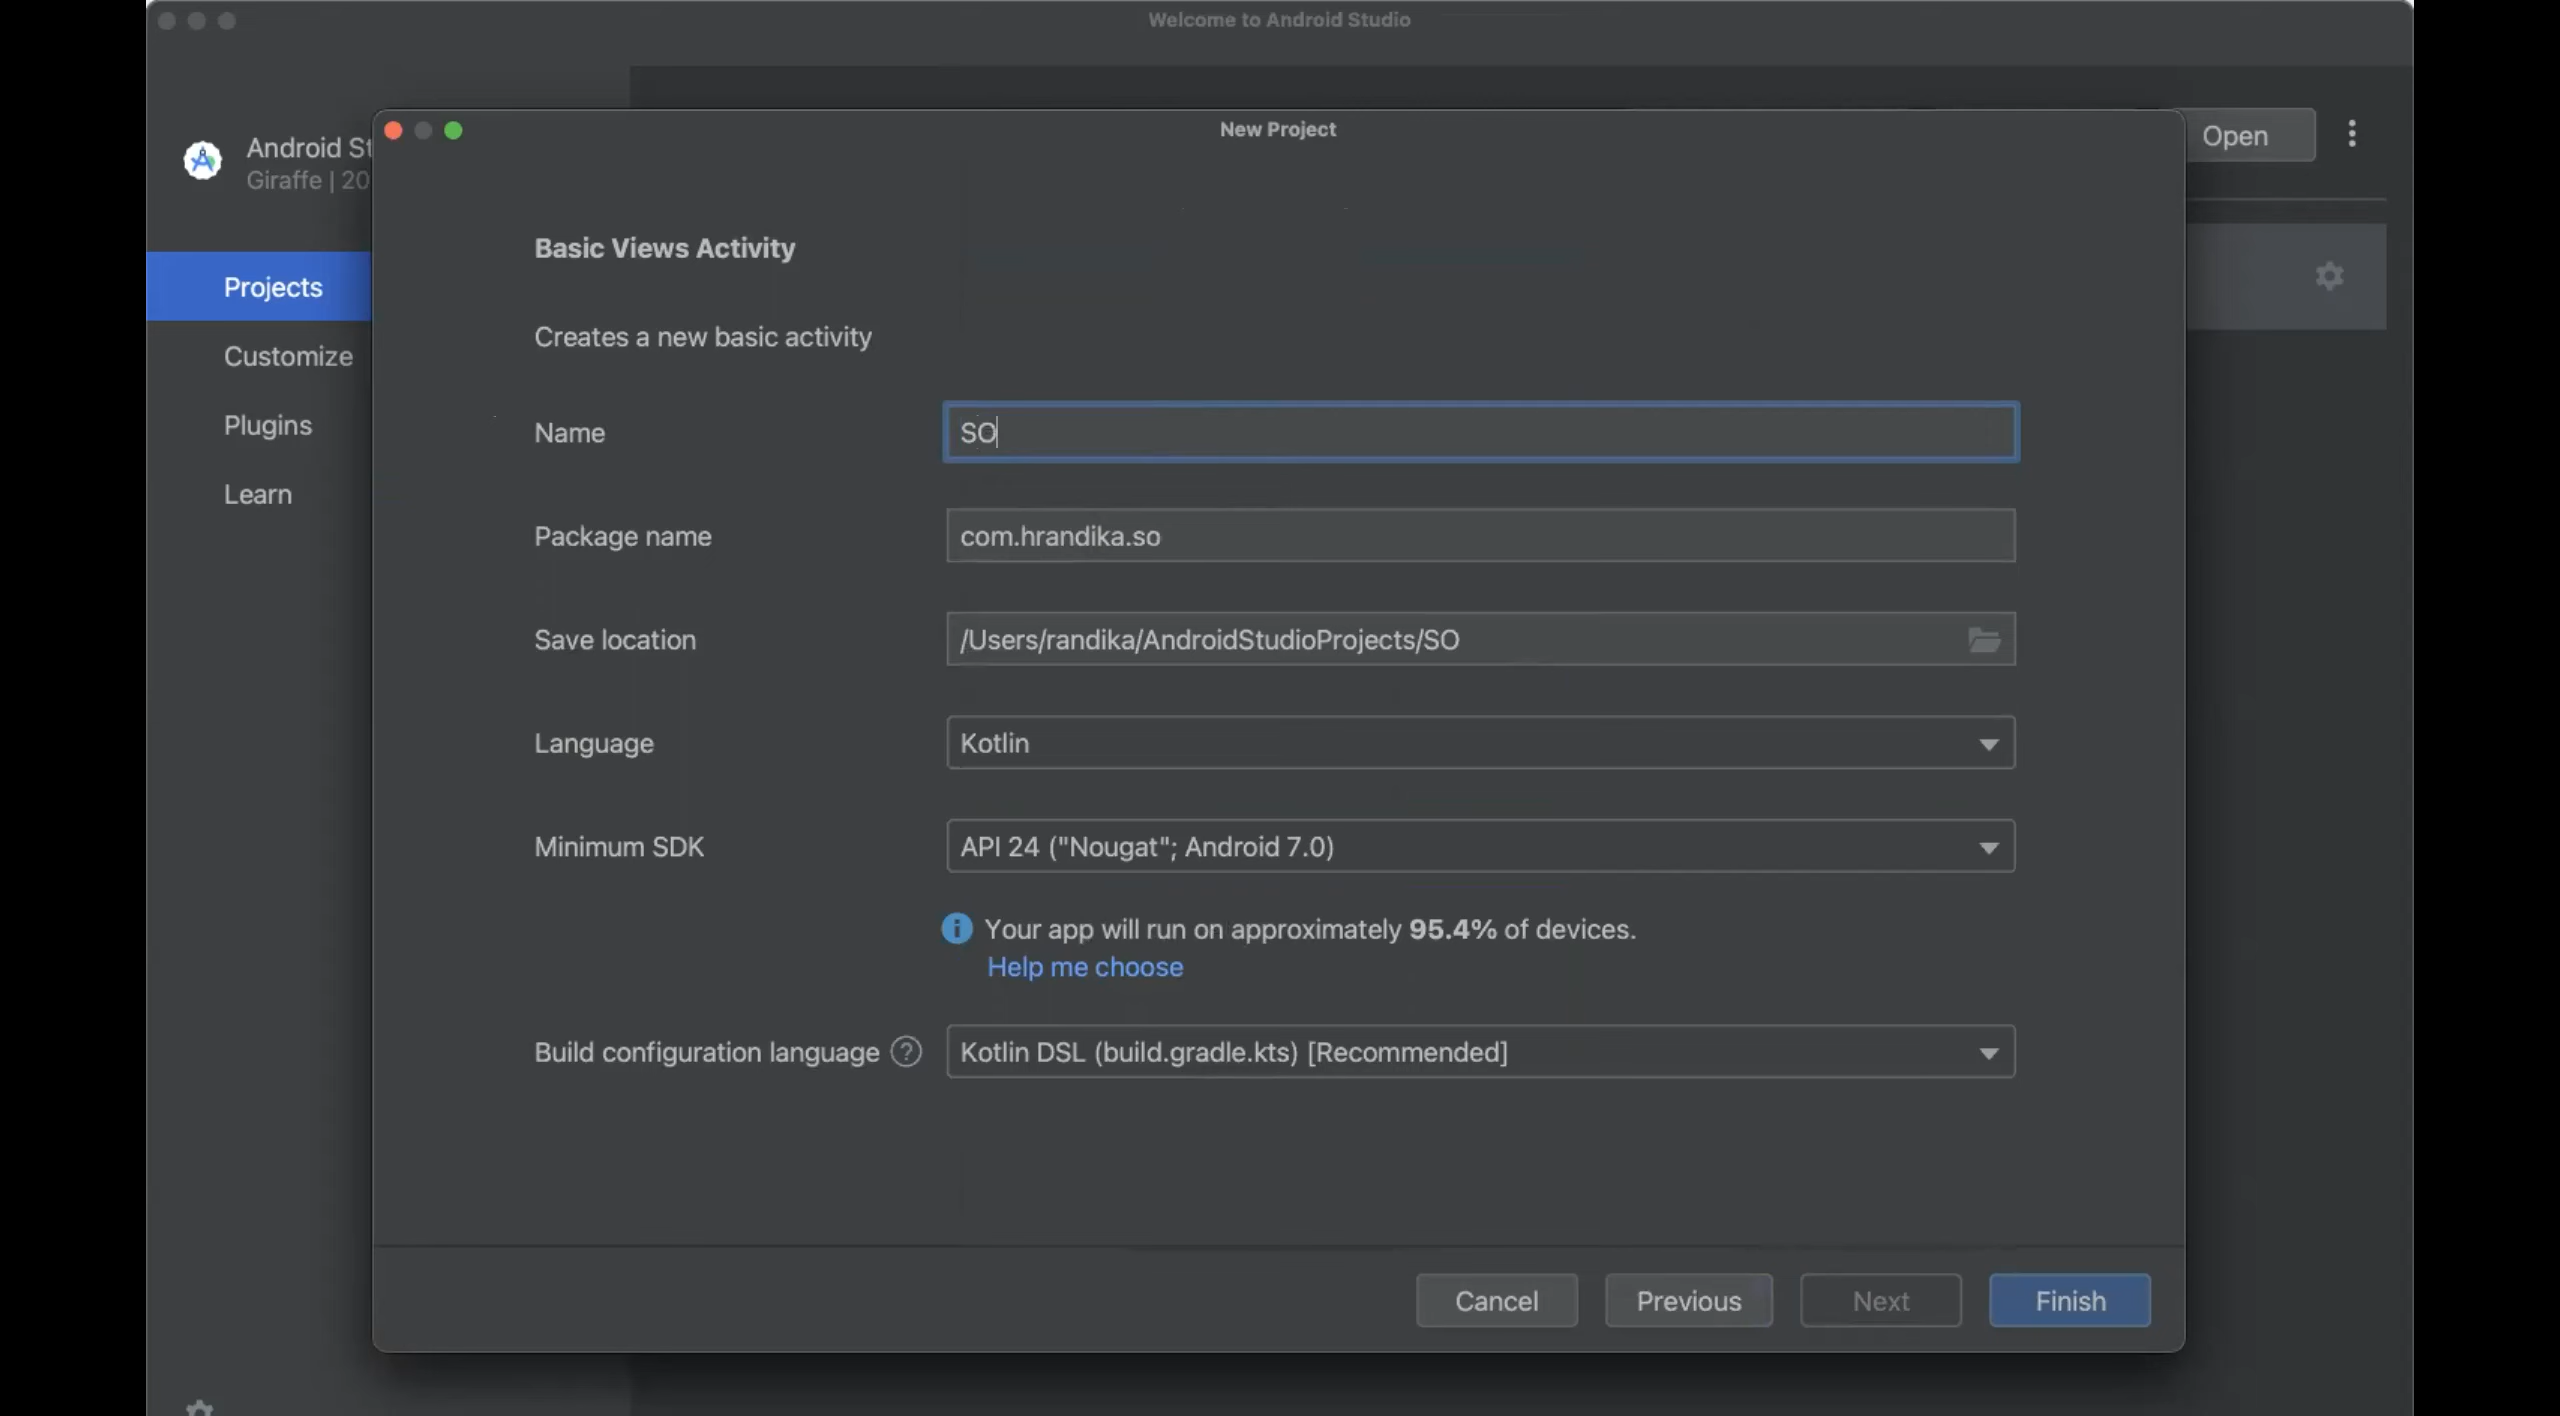 Welcome to Android Studio
New Project
Open
Android St
Giraffe | 20
Projects
Customize
Plugins
Learn
Basic Views Activity
Creates a new basic activity
Name
SO
Package name
com.hrandika.so
Save location
/Users/randika/AndroidStudioProjects/SO
Language
Kotlin
Minimum SDK
API 24 ("Nougat"; Android 7.0)
Your app will run on approximately 95.4% of devices.
Help me choose
Build configuration language
Kotlin DSL (build.gradle.kts) [Recommended]
Cancel
Previous
Next
Finish